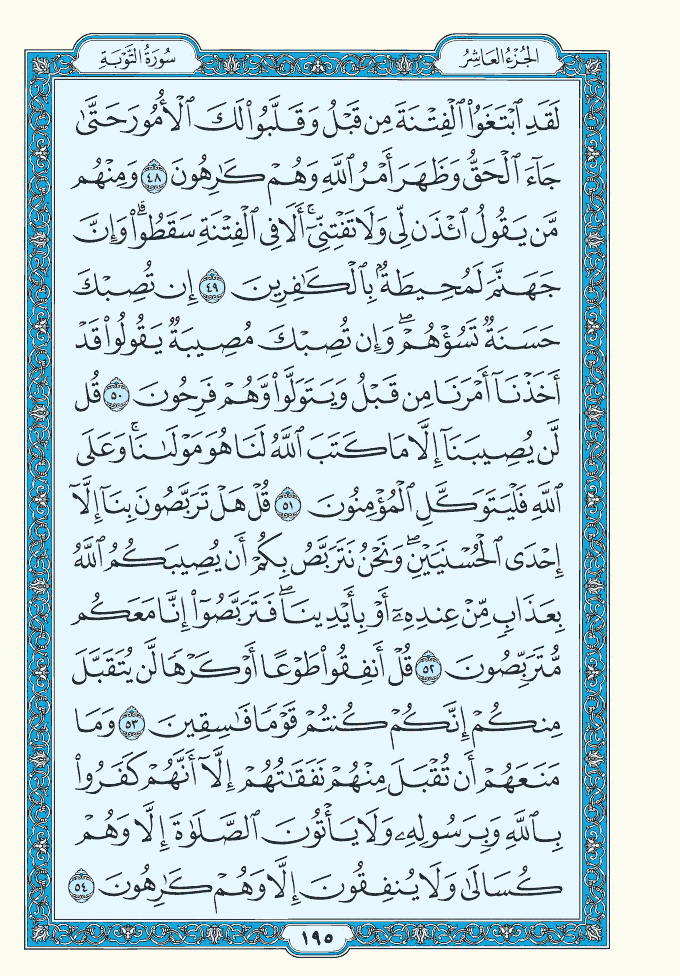 الجُزْءُ العَاشِرُ
سُورَةُ التَّوْبَةِ
لَقَدِ ٱبْتَغَوُا۟ ٱلْفِتْنَةَ مِن قَبْلُ وَقَلَّبُوا۟ لَكَ ٱلْأُمُورَ حَتَّىٰ
جَآءَ ٱلْحَقُّ وَظَهَرَ أَمْرُ ٱللَّهِ وَهُمْ كَٰرِهُونَ ٤٨ وَمِنْهُم
مَّن يَقُولُ ٱئْذَن لِّى وَلَا تَفْتِنِّىٓ ۚ أَلَا فِى ٱلْفِتْنَةِ سَقَطُوا۟ ۗ وَإِنَّ
جَهَنَّمَ لَمُحِيطَةٌۢ بِٱلْكَٰفِرِينَ ٤٩ إِن تُصِبْكَ
حَسَنَةٌ تَسُؤْهُمْ ۖ وَإِن تُصِبْكَ مُصِيبَةٌ يَقُولُوا۟ قَدْ
أَخَذْنَآ أَمْرَنَا مِن قَبْلُ وَيَتَوَلَّوا۟ وَّهُمْ فَرِحُونَ ٥٠ قُل
لَّن يُصِيبَنَآ إِلَّا مَا كَتَبَ ٱللَّهُ لَنَا هُوَ مَوْلَىٰنَا ۚ وَعَلَى
ٱللَّهِ فَلْيَتَوَكَّلِ ٱلْمُؤْمِنُونَ ٥١ قُلْ هَلْ تَرَبَّصُونَ بِنَآ إِلَّآ
إِحْدَى ٱلْحُسْنَيَيْنِ ۖ وَنَحْنُ نَتَرَبَّصُ بِكُمْ أَن يُصِيبَكُمُ ٱللَّهُ
بِعَذَابٍ مِّنْ عِندِهِۦٓ أَوْ بِأَيْدِينَا ۖ فَتَرَبَّصُوٓا۟ إِنَّا مَعَكُم
مُّتَرَبِّصُونَ ٥٢ قُلْ أَنفِقُوا۟ طَوْعًا أَوْ كَرْهًا لَّن يُتَقَبَّلَ
مِنكُمْ ۖ إِنَّكُمْ كُنتُمْ قَوْمًا فَٰسِقِينَ ٥٣ وَمَا
مَنَعَهُمْ أَن تُقْبَلَ مِنْهُمْ نَفَقَٰتُهُمْ إِلَّآ أَنَّهُمْ كَفَرُوا۟
بِٱللَّهِ وَبِرَسُولِهِۦ وَلَا يَأْتُونَ ٱلصَّلَوٰةَ إِلَّا وَهُمْ
كُسَالَىٰ وَلَا يُنفِقُونَ إِلَّا وَهُمْ كَٰرِهُونَ ٥٤
١٩٥